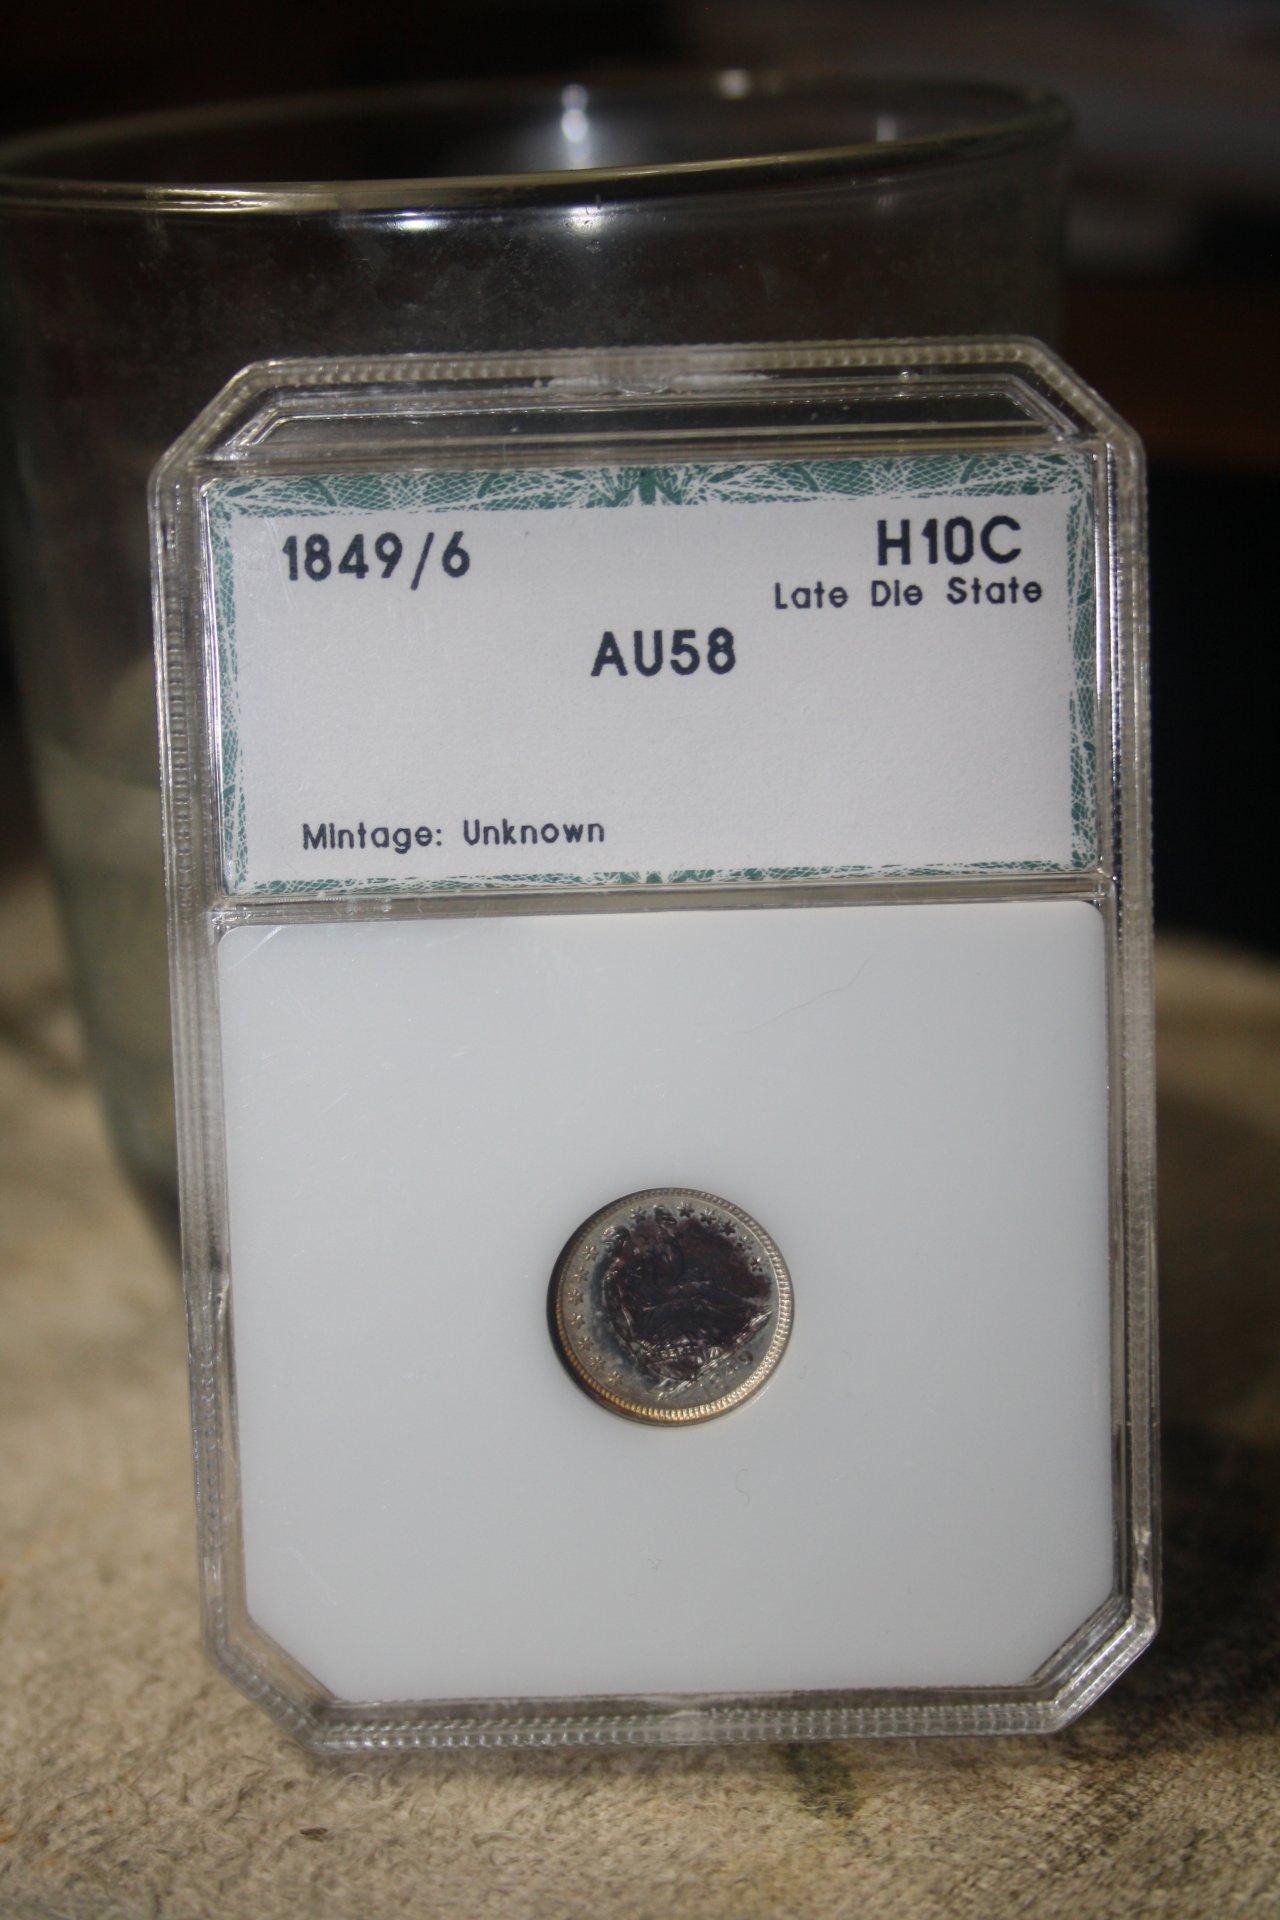 1849/6 H10C
Late Die State
AU58
Mintage: Unknown